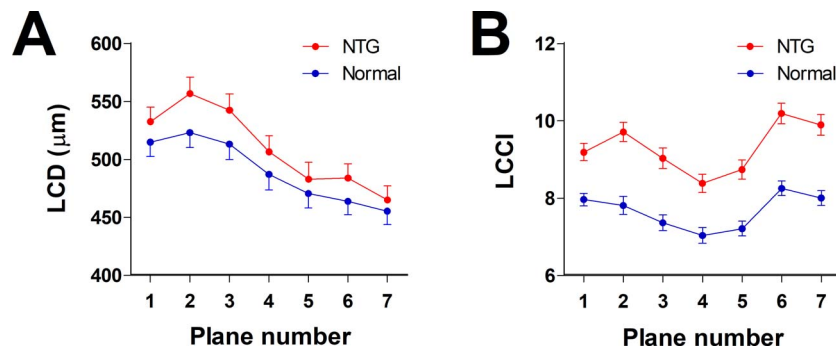 A
600
550
500
450
400
LCD (μm)
NTG
Normal
1 2 3 4 5 6 7
Plane number
B
12
10
8
6
LCCI
NTG
Normal
1 2 3 4 5 6 7
Plane number